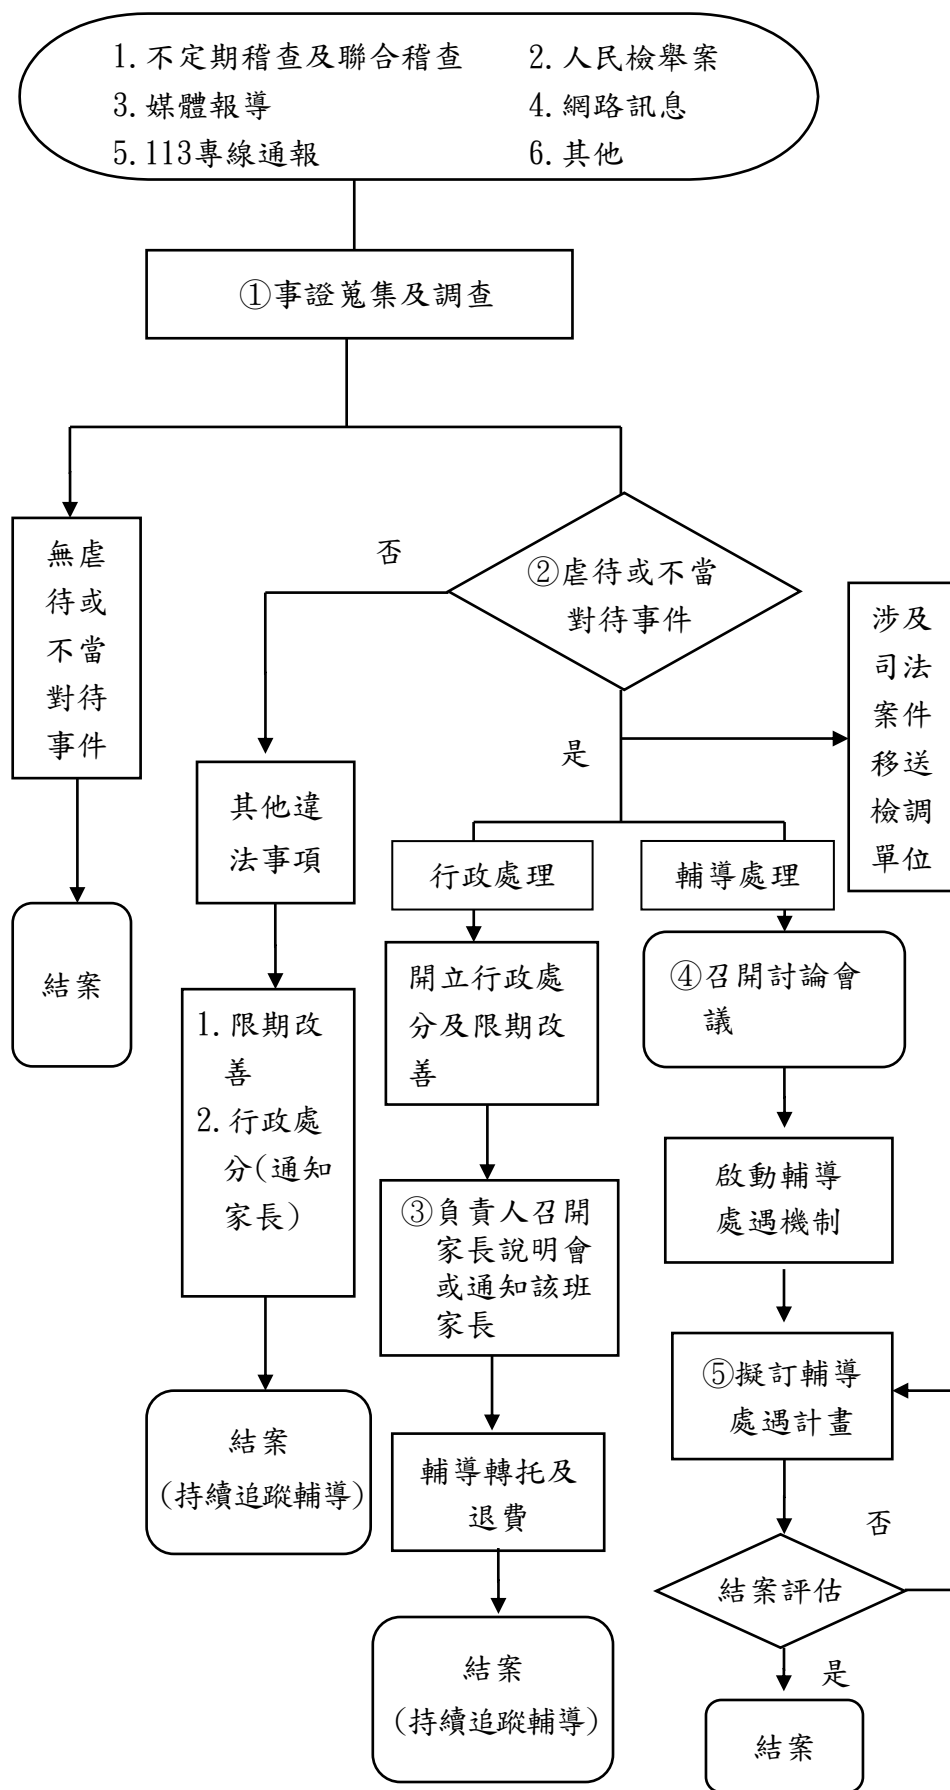 1.不定期稽查及聯合稽查 2.人民檢舉案
3.媒體報導 4.網路訊息
5.113專線通報 6.其他
①事證蒐集及調查
無虐
待或
不當
對待
事件
結案
否
②虐待或不當
對待事件
是
涉及
司法
案件
移送
檢調
單位
其他違
法事項
1.限期改
善
2.行政處
分(通知
家長)
結案
(持續追蹤輔導)
行政處理
開立行政處
分及限期改
善
③負責人召開
家長說明會
或通知該班
家長
輔導轉托及
退費
結案
(持續追蹤輔導)
輔導處理
④召開討論會
議
啟動輔導
處遇機制
⑤擬訂輔導
處遇計畫
否
結案評估
是
結案